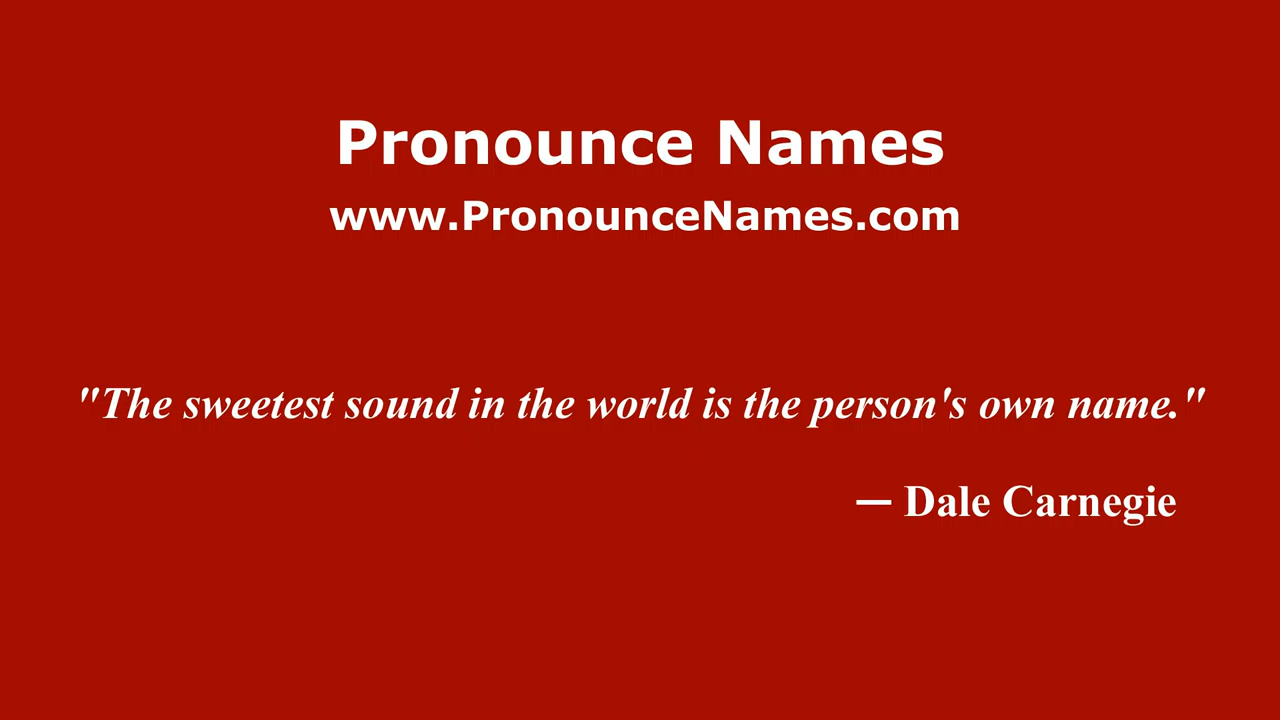 Pronounce Names
www.PronounceNames.com
"The sweetest sound in the world is the person's own name."
— Dale Carnegie